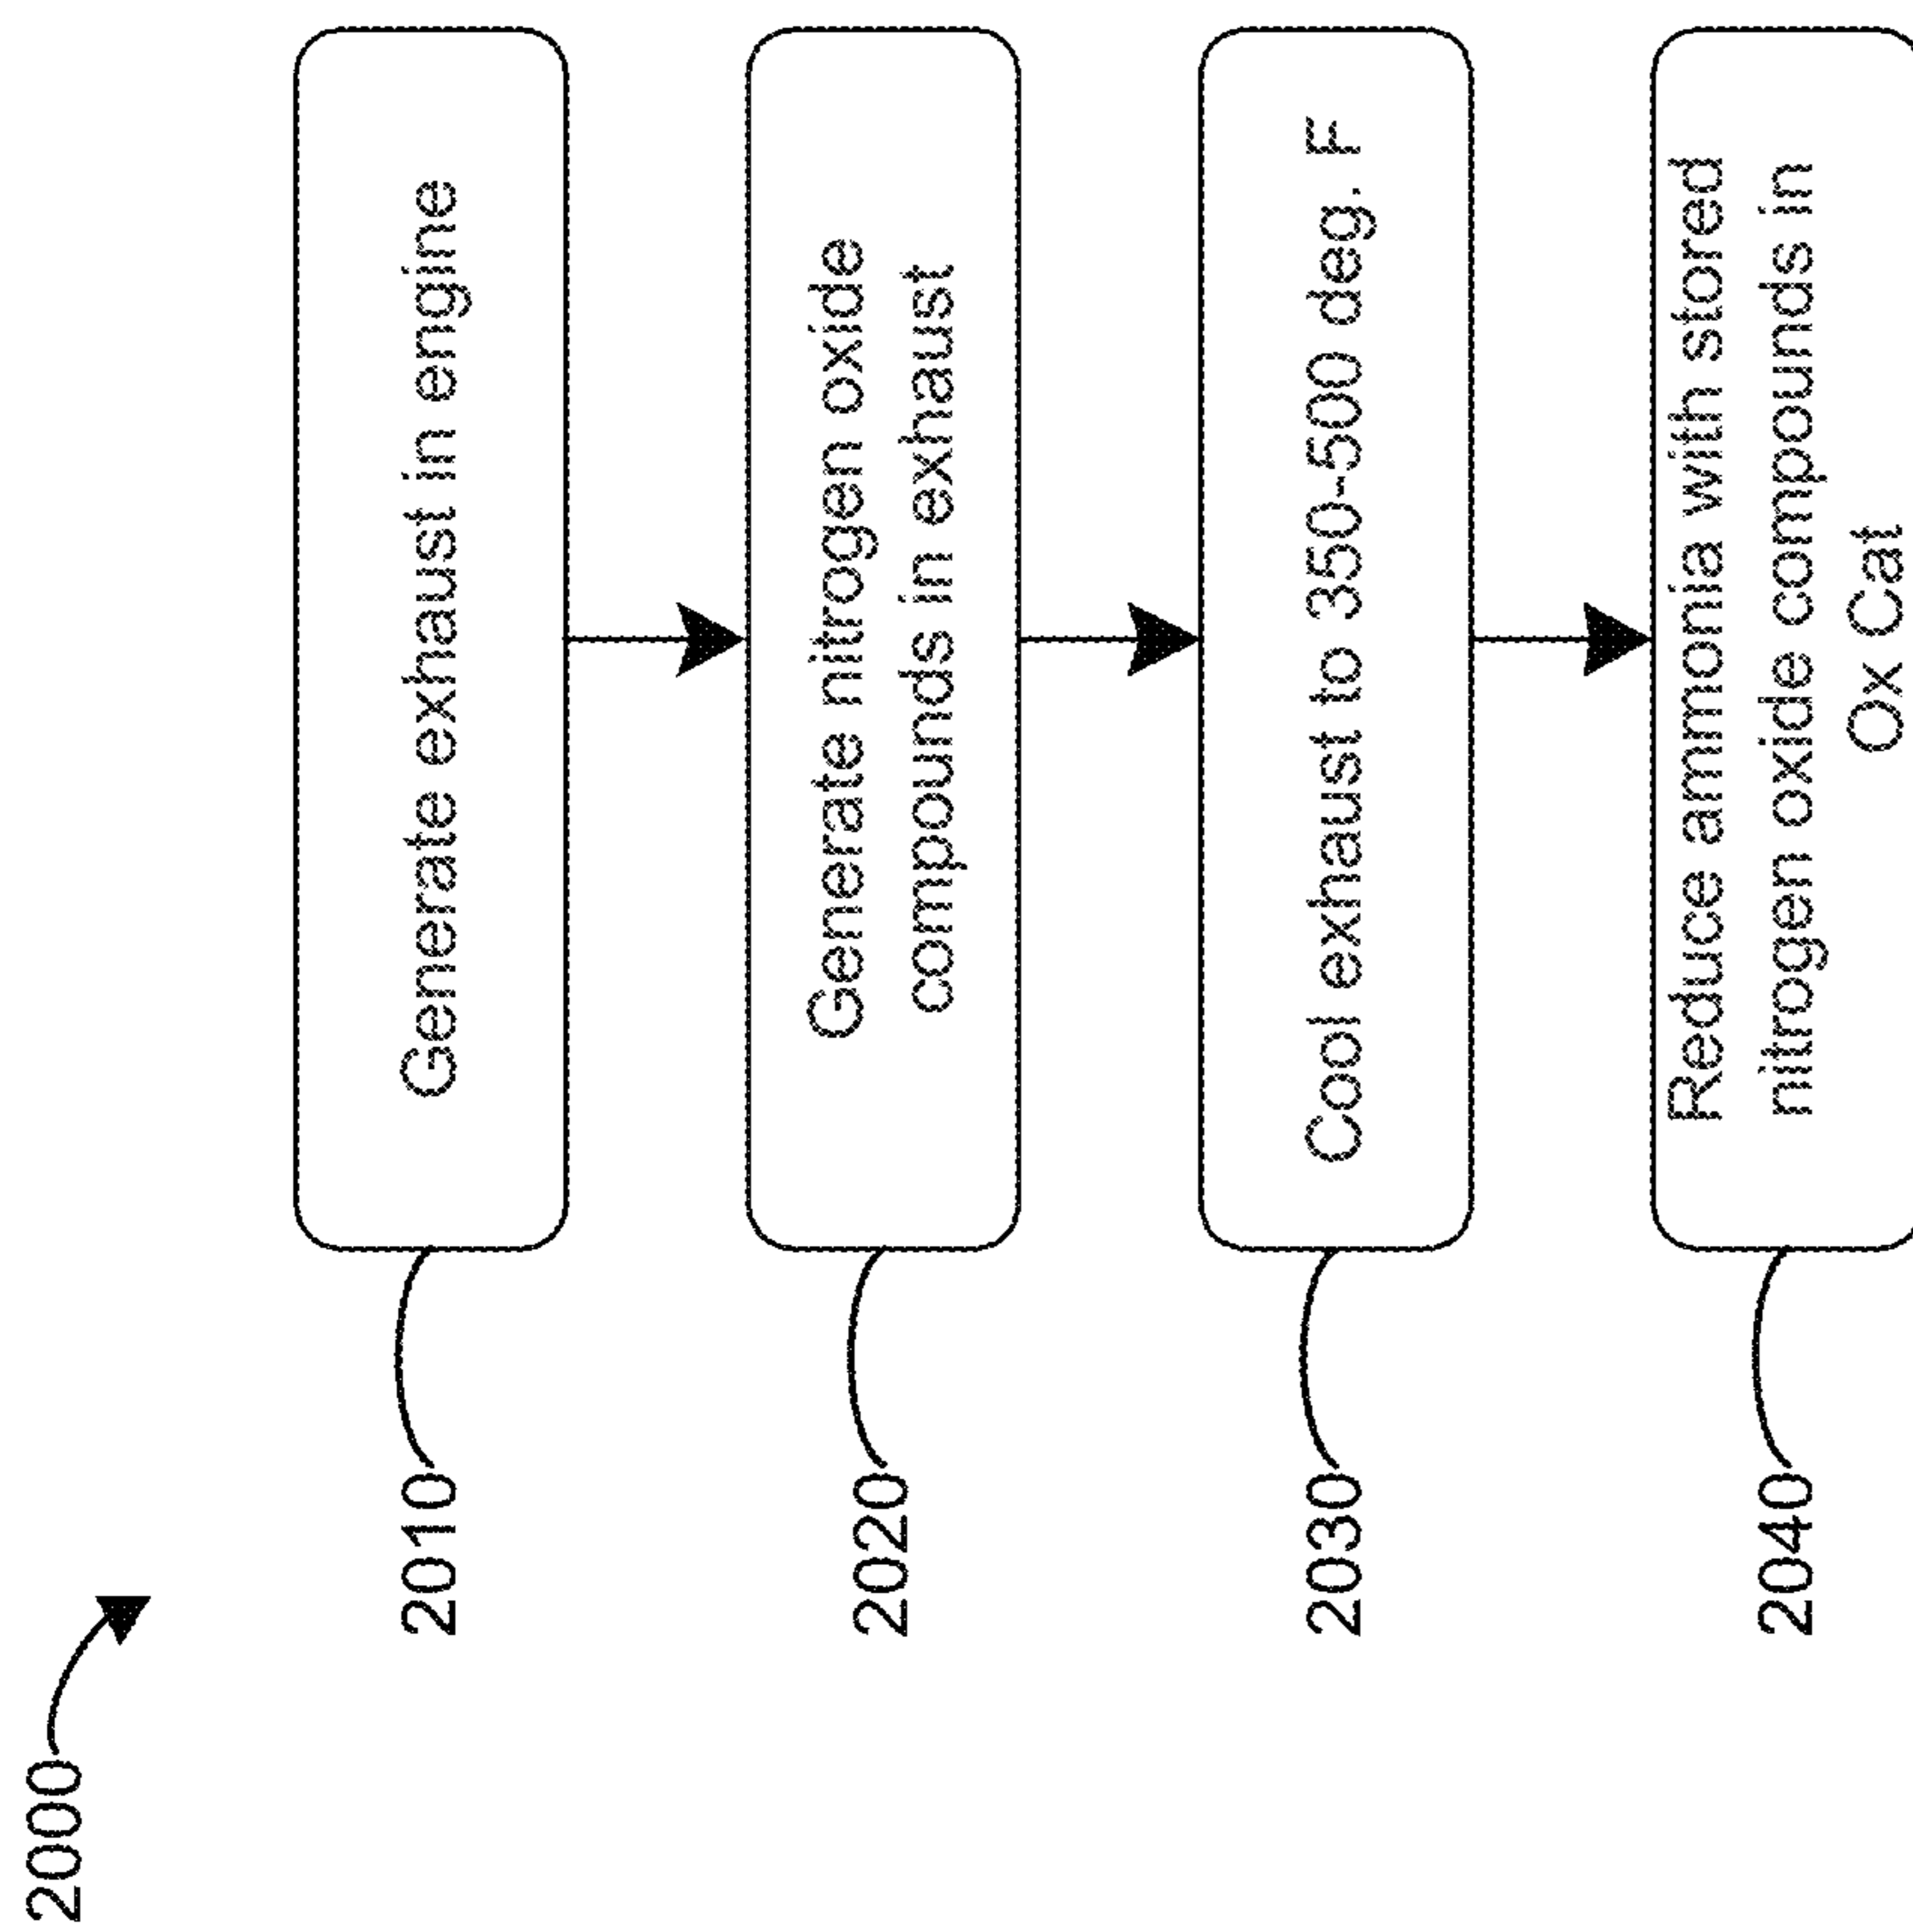 2000
2010
Generate exhaust in engine
2020
Generate nitrogen oxide
compounds in exhaust
2030
Cool exhaust to 350-500 deg. F
2040
Reduce ammonia with stored
nitrogen oxide compounds in
Ox Cat